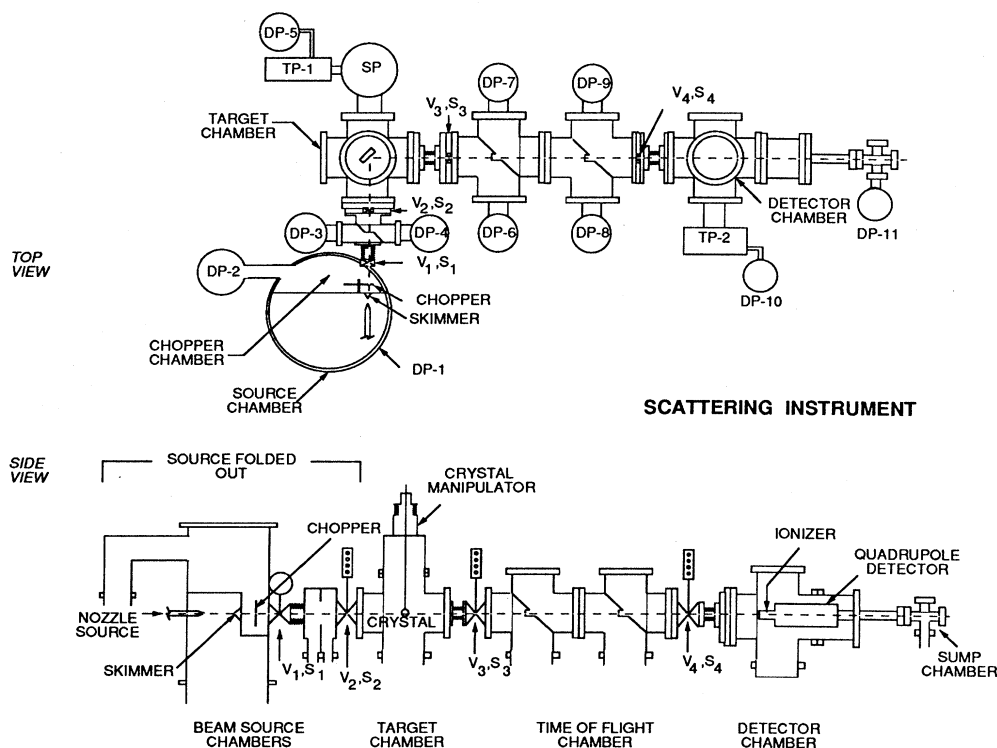 DP-5
TP-1
SP
DP-7
DP-9
V3,S3
V4,S4
TARGET
CHAMBER
V2,S2
DETECTOR
CHAMBER
DP-3
DP-4
DP-6
DP-8
TP-2
DP-11
V1,S1
TOP
VIEW
DP-2
DP-10
CHOPPER
SKIMMER
CHOPPER
CHAMBER
DP-1
SOURCE
CHAMBER
SCATTERING INSTRUMENT
SIDE
VIEW
SOURCE FOLDED
OUT
CRYSTAL
MANIPULATOR
CHOPPER
IONIZER
QUADRUPOLE
DETECTOR
NOZZLE
SOURCE
CRYSTAL
SKIMMER
V1,S1
V2,S2
V3,S3
V4,S4
SUMP
CHAMBER
BEAM SOURCE
CHAMBERS
TARGET
CHAMBER
TIME OF FLIGHT
CHAMBER
DETECTOR
CHAMBER